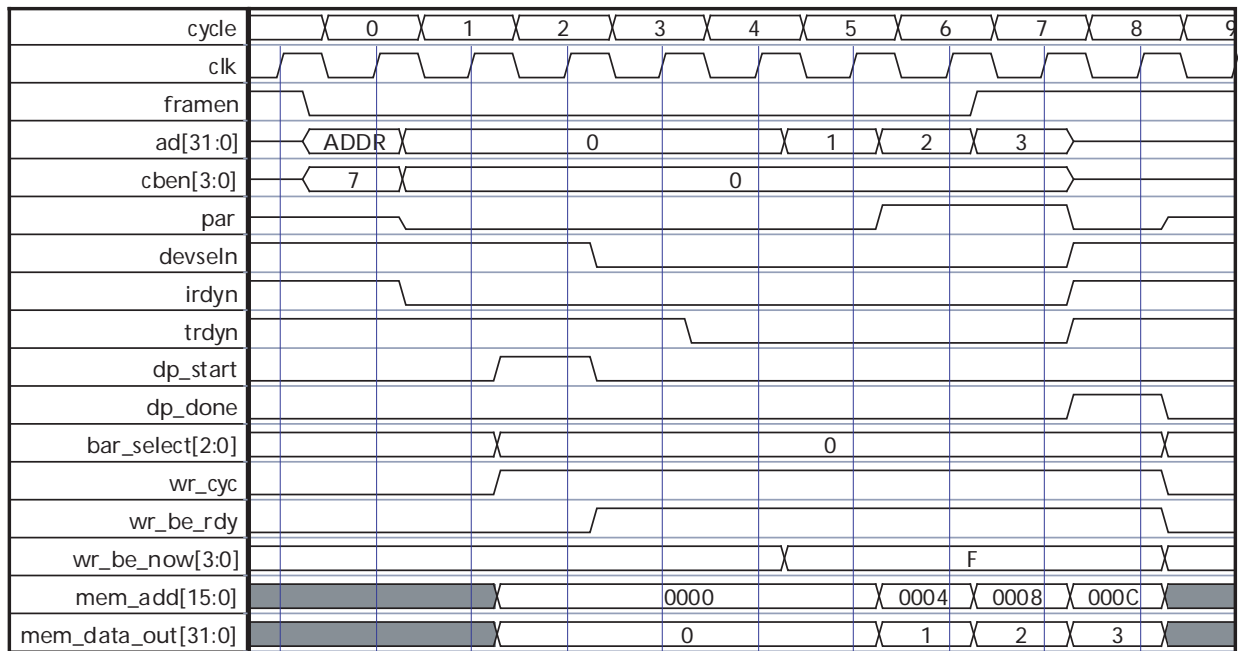 cycle 0 1 2 3 4 5 6 7 8 9
clk
framen
ad[31:0] ADDR 0 1 2 3
cben[3:0] 7 0
par
devseln
irdyn
trdyn
dp_start
dp_done
bar_select[2:0] 0
wr_cyc
wr_be_rdy
wr_be_now[3:0] F
mem_add[15:0] 0000 0004 0008 000C
mem_data_out[31:0] 0 1 2 3